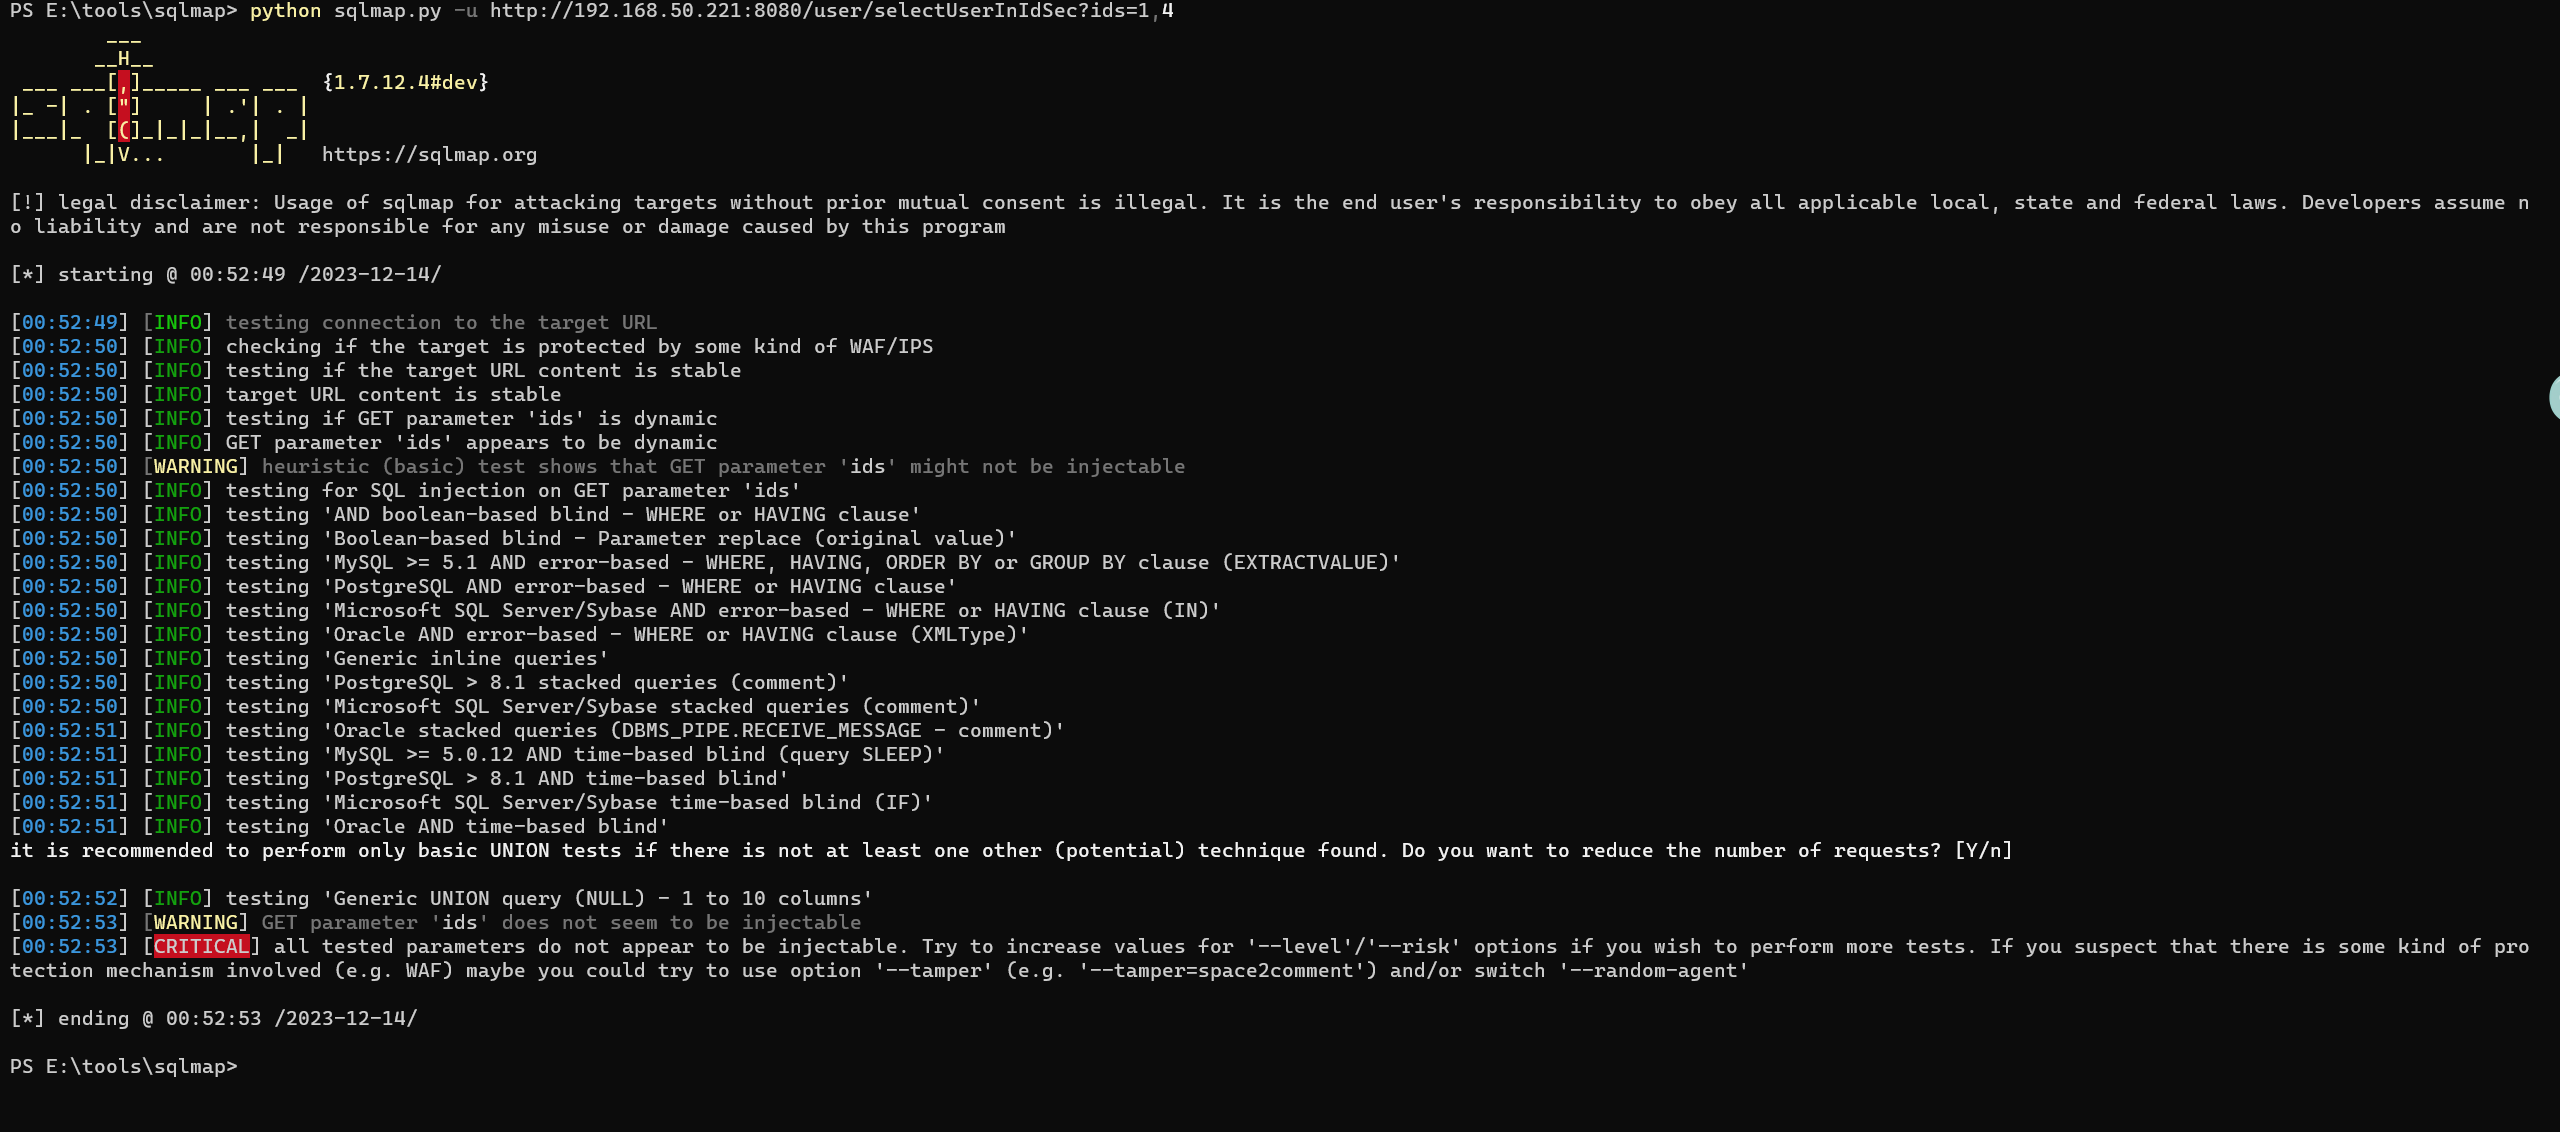 PS E:\tools\sqlmap> python sqlmap.py -u http://192.168.50.221:8080/user/selectUserInIdSec?ids=1,4
        ___
       __H__
 ___ ___[,]_____ ___ ___  {1.7.12.4#dev}
|_ -| . ["]     | .'| . |
|___|_  [(]_|_|_|__,|  _|
      |_|V...       |_|   https://sqlmap.org
[!] legal disclaimer: Usage of sqlmap for attacking targets without prior mutual consent is illegal. It is the end user's responsibility to obey all applicable local, state and federal laws. Developers assume n
o liability and are not responsible for any misuse or damage caused by this program
[*] starting @ 00:52:49 /2023-12-14/
[00:52:49] [INFO] testing connection to the target URL
[00:52:50] [INFO] checking if the target is protected by some kind of WAF/IPS
[00:52:50] [INFO] testing if the target URL content is stable
[00:52:50] [INFO] target URL content is stable
[00:52:50] [INFO] testing if GET parameter 'ids' is dynamic
[00:52:50] [INFO] GET parameter 'ids' appears to be dynamic
[00:52:50] [WARNING] heuristic (basic) test shows that GET parameter 'ids' might not be injectable
[00:52:50] [INFO] testing for SQL injection on GET parameter 'ids'
[00:52:50] [INFO] testing 'AND boolean-based blind - WHERE or HAVING clause'
[00:52:50] [INFO] testing 'Boolean-based blind - Parameter replace (original value)'
[00:52:50] [INFO] testing 'MySQL >= 5.1 AND error-based - WHERE, HAVING, ORDER BY or GROUP BY clause (EXTRACTVALUE)'
[00:52:50] [INFO] testing 'PostgreSQL AND error-based - WHERE or HAVING clause'
[00:52:50] [INFO] testing 'Microsoft SQL Server/Sybase AND error-based - WHERE or HAVING clause (IN)'
[00:52:50] [INFO] testing 'Oracle AND error-based - WHERE or HAVING clause (XMLType)'
[00:52:50] [INFO] testing 'Generic inline queries'
[00:52:50] [INFO] testing 'PostgreSQL > 8.1 stacked queries (comment)'
[00:52:50] [INFO] testing 'Microsoft SQL Server/Sybase stacked queries (comment)'
[00:52:51] [INFO] testing 'Oracle stacked queries (DBMS_PIPE.RECEIVE_MESSAGE - comment)'
[00:52:51] [INFO] testing 'MySQL >= 5.0.12 AND time-based blind (query SLEEP)'
[00:52:51] [INFO] testing 'PostgreSQL > 8.1 AND time-based blind'
[00:52:51] [INFO] testing 'Microsoft SQL Server/Sybase time-based blind (IF)'
[00:52:51] [INFO] testing 'Oracle AND time-based blind'
it is recommended to perform only basic UNION tests if there is not at least one other (potential) technique found. Do you want to reduce the number of requests? [Y/n]
[00:52:52] [INFO] testing 'Generic UNION query (NULL) - 1 to 10 columns'
[00:52:53] [WARNING] GET parameter 'ids' does not seem to be injectable
[00:52:53] [CRITICAL] all tested parameters do not appear to be injectable. Try to increase values for '--level'/'--risk' options if you wish to perform more tests. If you suspect that there is some kind of pro
tection mechanism involved (e.g. WAF) maybe you could try to use option '--tamper' (e.g. '--tamper=space2comment') and/or switch '--random-agent'
[*] ending @ 00:52:53 /2023-12-14/
PS E:\tools\sqlmap>